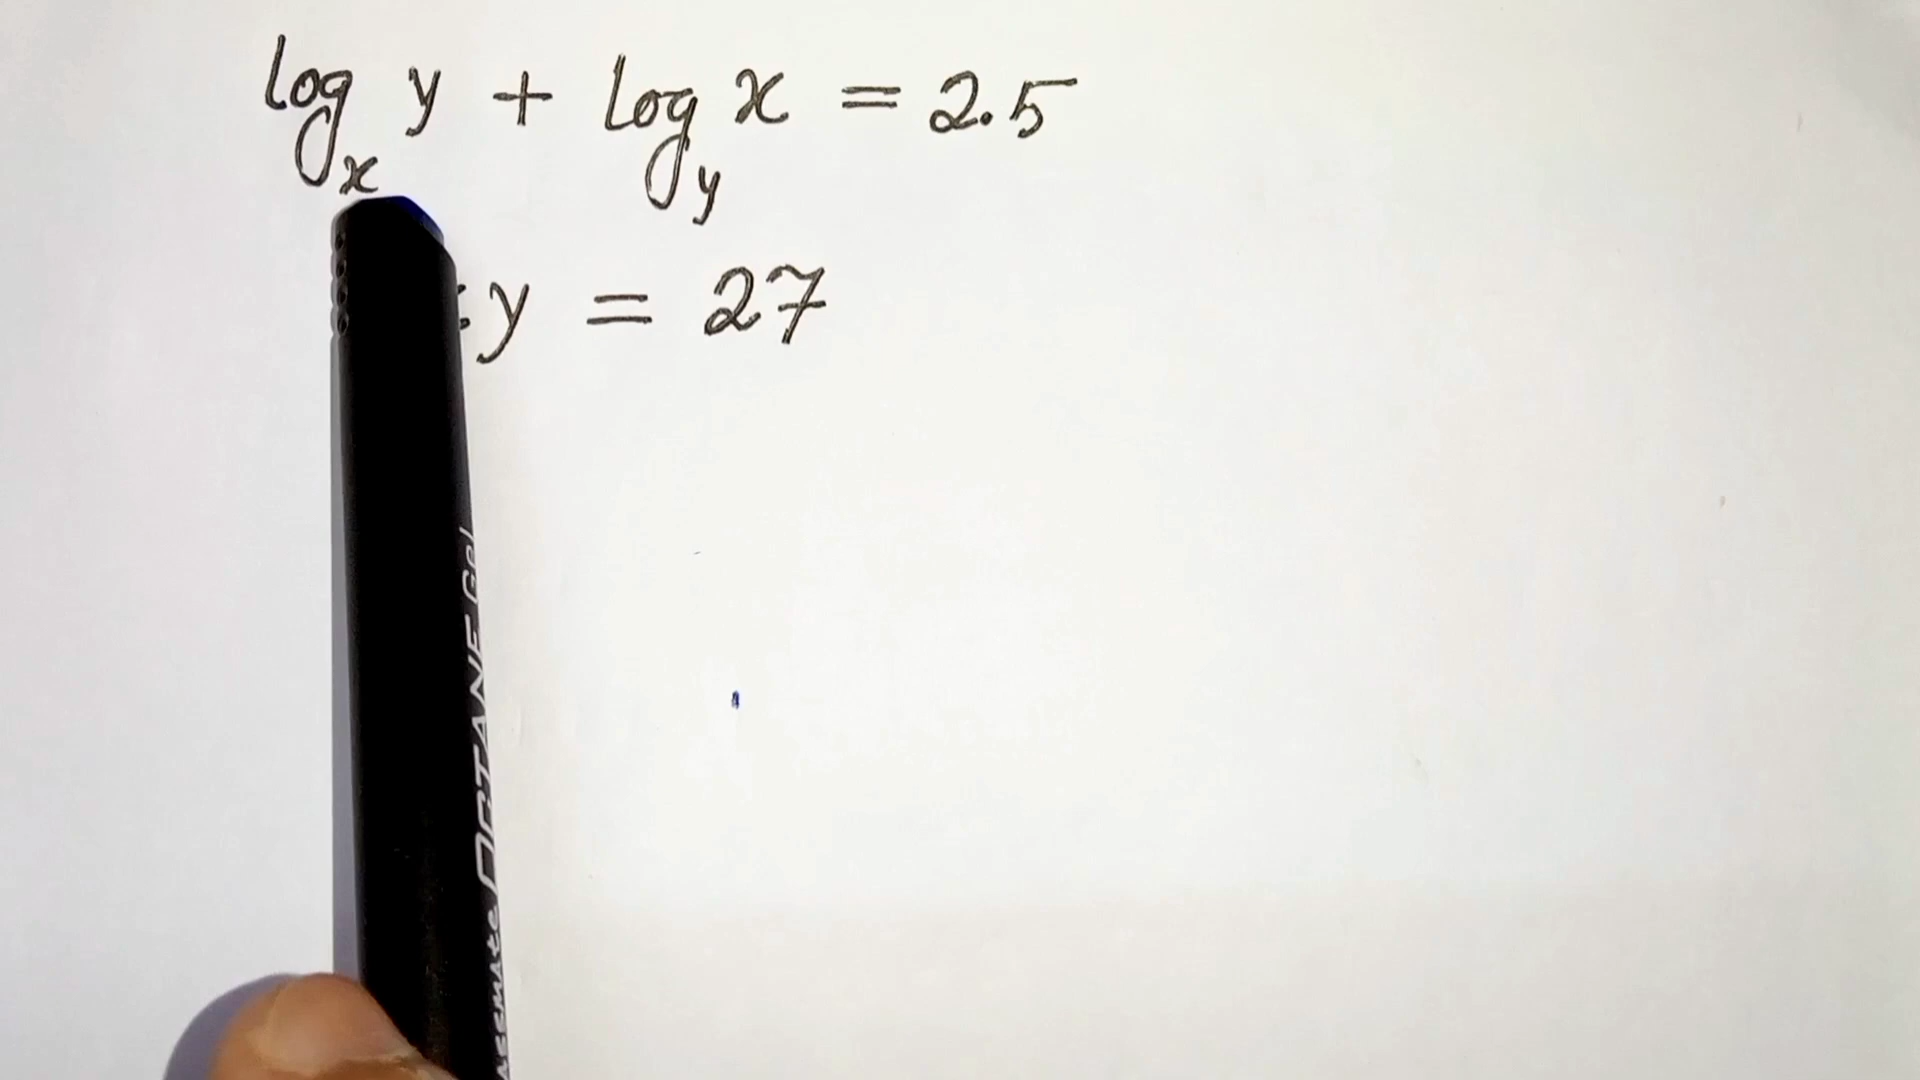 log_x y + log_y x = 2.5
y = 27
OCTANE Gel